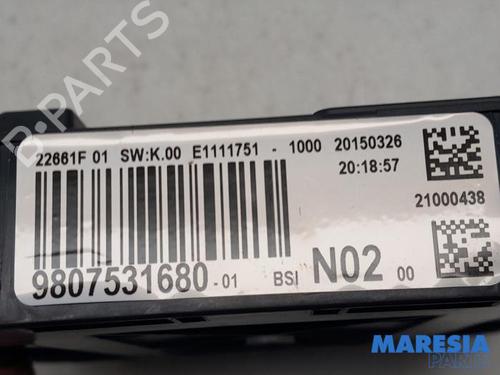 22661F 01 SW:K.00 E1111751 - 1000 20150326
20:18:57
21000438
9807531680-01 BSI N02 00
B-PARTS
MARESIA
PARTS